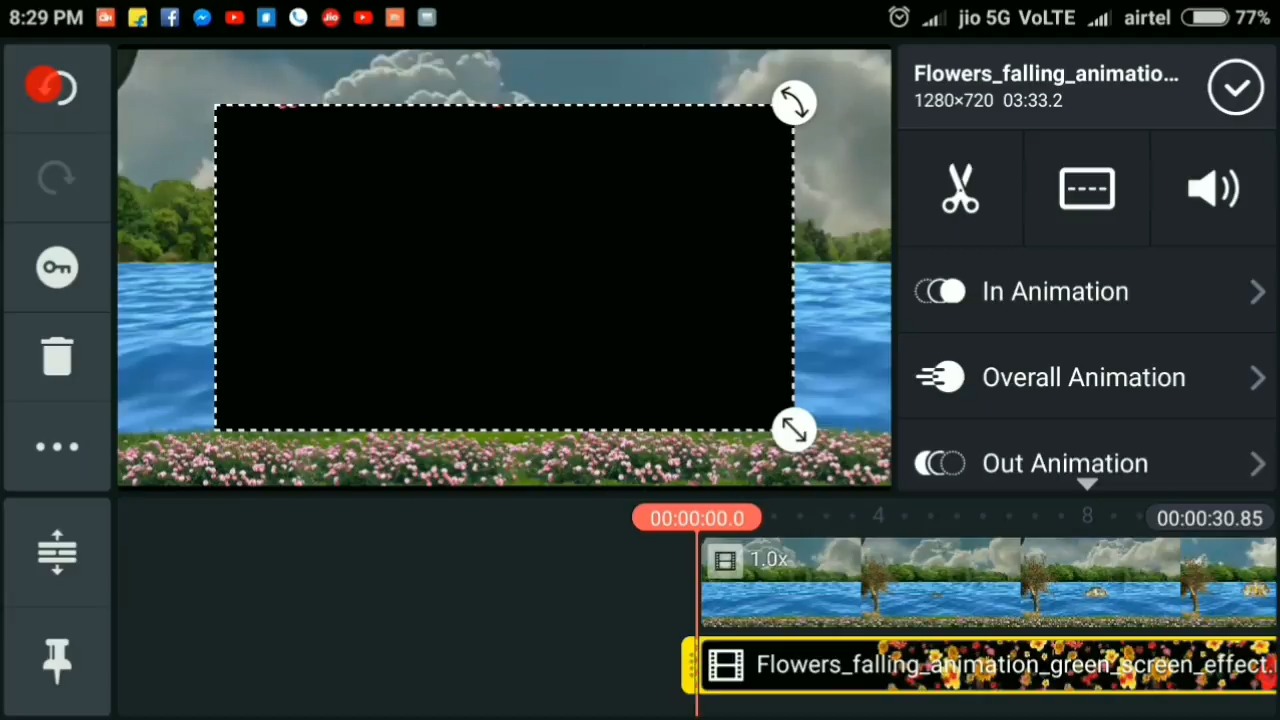 8:29 PM jio 5G VoLTE airtel 77%
Flowers_falling_animatio...
1280×720 03:33.2
In Animation
Overall Animation
Out Animation
00:00:00.0 4 8 00:00:30.85
1.0x
Flowers_falling_animation_green_screen_effect.